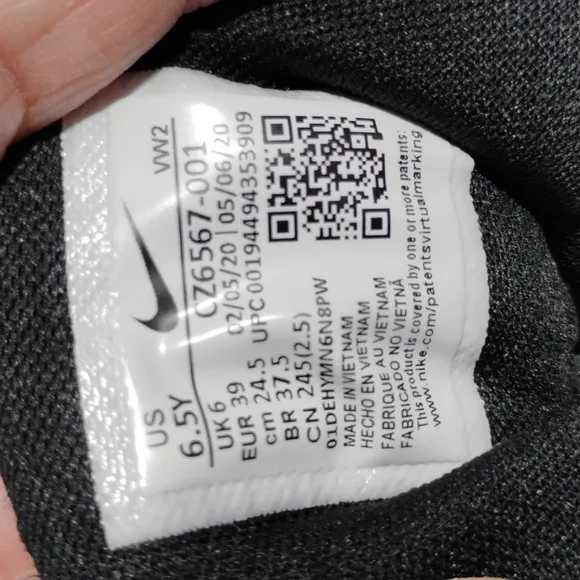 US VW2
6.5Y CZ6567-001
UK 6 02/05/20 | 05/06/20
EUR 39 UPC 00194494353909
cm 24.5
BR 37.5
CN 245(2.5)
01DEHYMN6N8PW
MADE IN VIETNAM
HECHO EN VIETNAM
FABRIQUE AU VIETNAM
FABRICADO NO VIETNÃ
This product is covered by one or more patents:
www.nike.com/patentsvirtualmarking